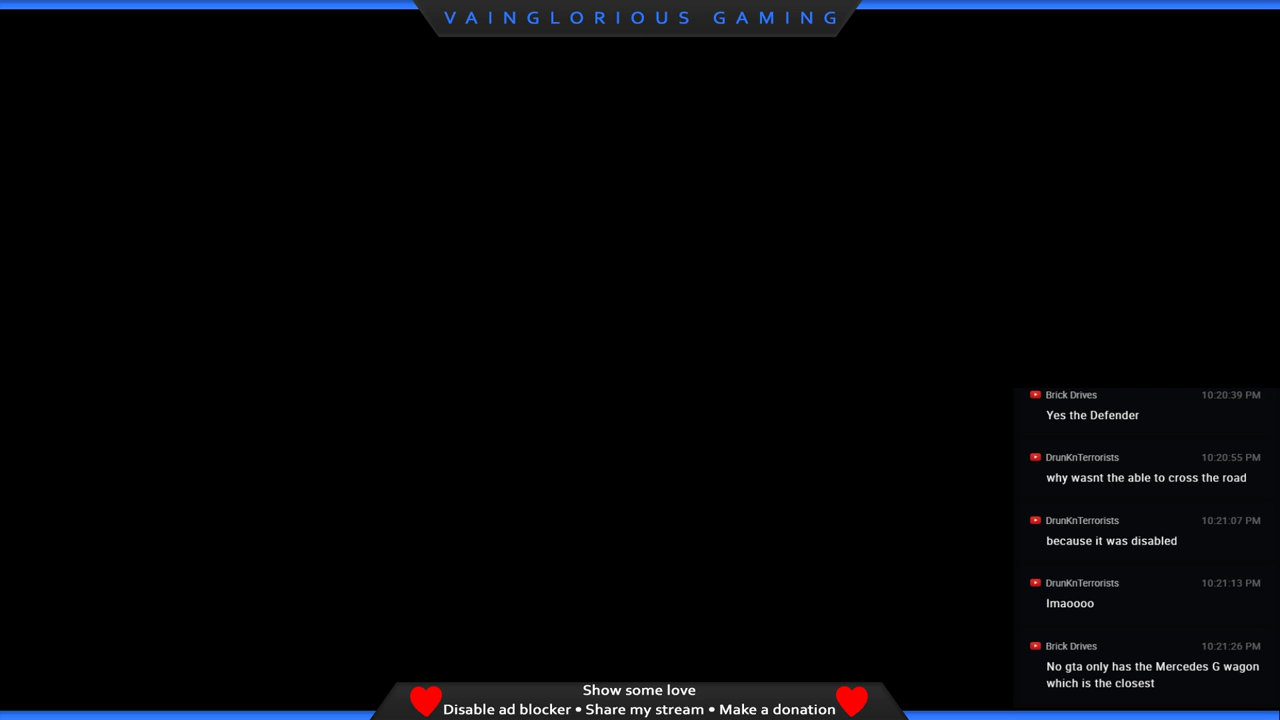 VAINGLORIOUS GAMING
Brick Drives 10:20:39 PM
Yes the Defender
DrunKnTerrorists 10:20:55 PM
why wasnt the able to cross the road
DrunKnTerrorists 10:21:07 PM
because it was disabled
DrunKnTerrorists 10:21:13 PM
lmaoooo
Brick Drives 10:21:26 PM
No gta only has the Mercedes G wagon
which is the closest
Show some love
Disable ad blocker • Share my stream • Make a donation